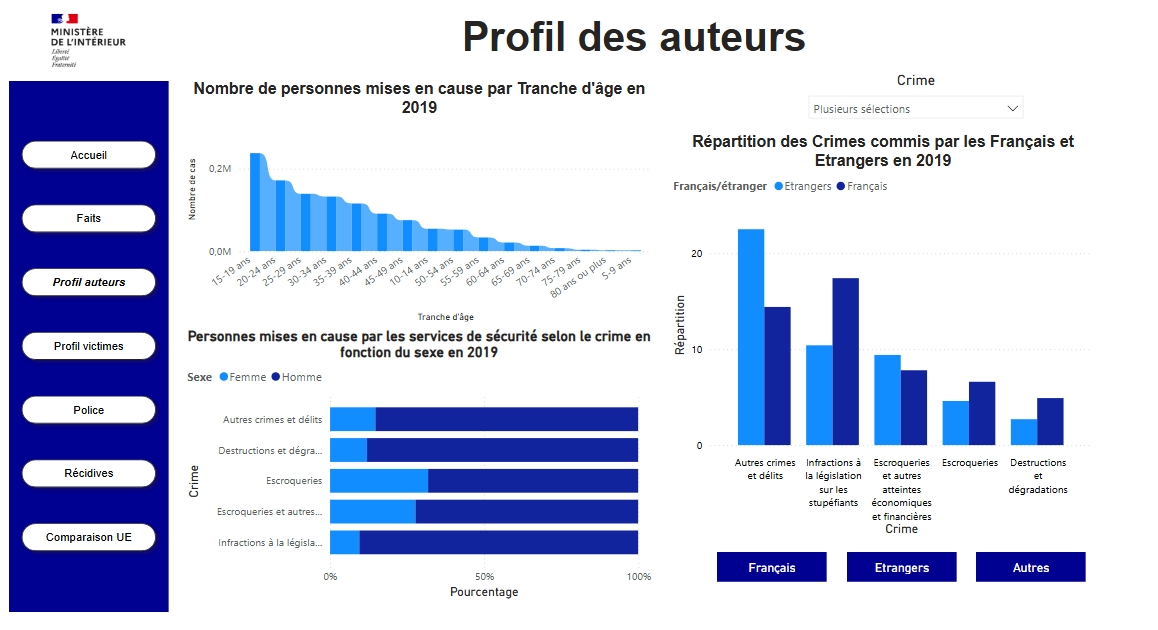 MINISTÈRE
DE L'INTÉRIEUR
Liberté
Égalité
Fraternité
Profil des auteurs
Accueil
Faits
Profil auteurs
Profil victimes
Police
Récidives
Comparaison UE
Nombre de personnes mises en cause par Tranche d'âge en
2019
Nombre de cas
0,2M
0,0M
15-19 ans
20-24 ans
25-29 ans
30-34 ans
35-39 ans
40-44 ans
45-49 ans
10-14 ans
50-54 ans
55-59 ans
60-64 ans
65-69 ans
70-74 ans
75-79 ans
80 ans ou plus
5-9 ans
Tranche d'âge
Personnes mises en cause par les services de sécurité selon le crime en
fonction du sexe en 2019
Sexe Femme Homme
Crime
Autres crimes et délits
Destructions et dégra...
Escroqueries
Escroqueries et autres...
Infractions à la législa...
0% 50% 100%
Pourcentage
Crime
Plusieurs sélections
Répartition des Crimes commis par les Français et
Etrangers en 2019
Français/étranger Etrangers Français
Répartition
20
10
0
Autres crimes
et délits
Infractions à
la législation
sur les
stupéfiants
Escroqueries
et autres
atteintes
économiques
et financières
Escroqueries
Destructions
et
dégradations
Crime
Français
Etrangers
Autres